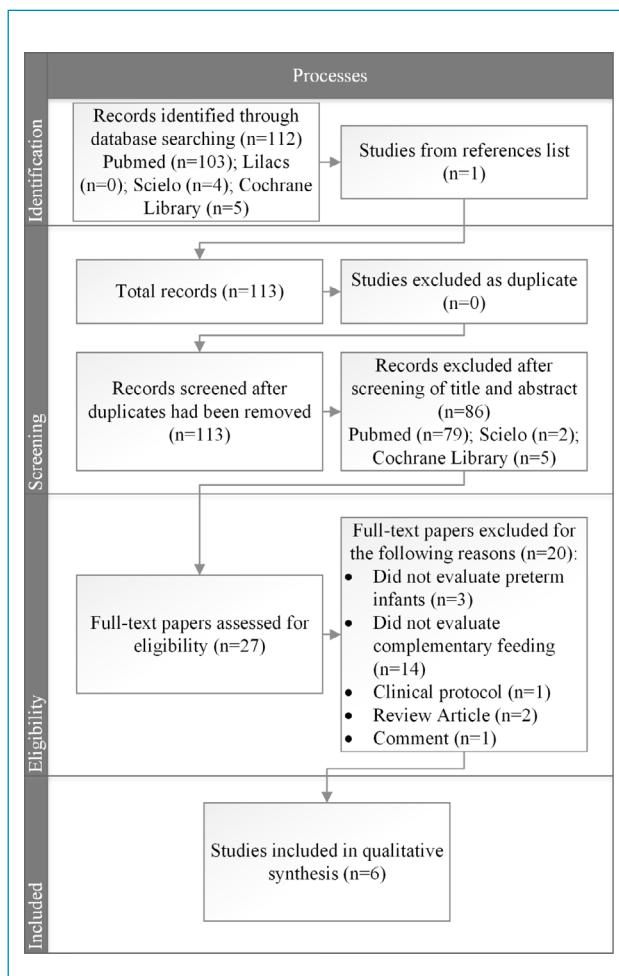 Processes
Identification
Records identified through
database searching (n=112)
Pubmed (n=103); Lilacs
(n=0); Scielo (n=4); Cochrane
Library (n=5)
Studies from references list
(n=1)
Screening
Total records (n=113)
Studies excluded as duplicate
(n=0)
Records screened after
duplicates had been removed
(n=113)
Records excluded after
screening of title and abstract
(n=86)
Pubmed (n=79); Scielo (n=2);
Cochrane Library (n=5)
Eligibility
Full-text papers assessed for
eligibility (n=27)
Full-text papers excluded for
the following reasons (n=20):
• Did not evaluate preterm
infants (n=3)
• Did not evaluate
complementary feeding
(n=14)
• Clinical protocol (n=1)
• Review Article (n=2)
• Comment (n=1)
Included
Studies included in qualitative
synthesis (n=6)